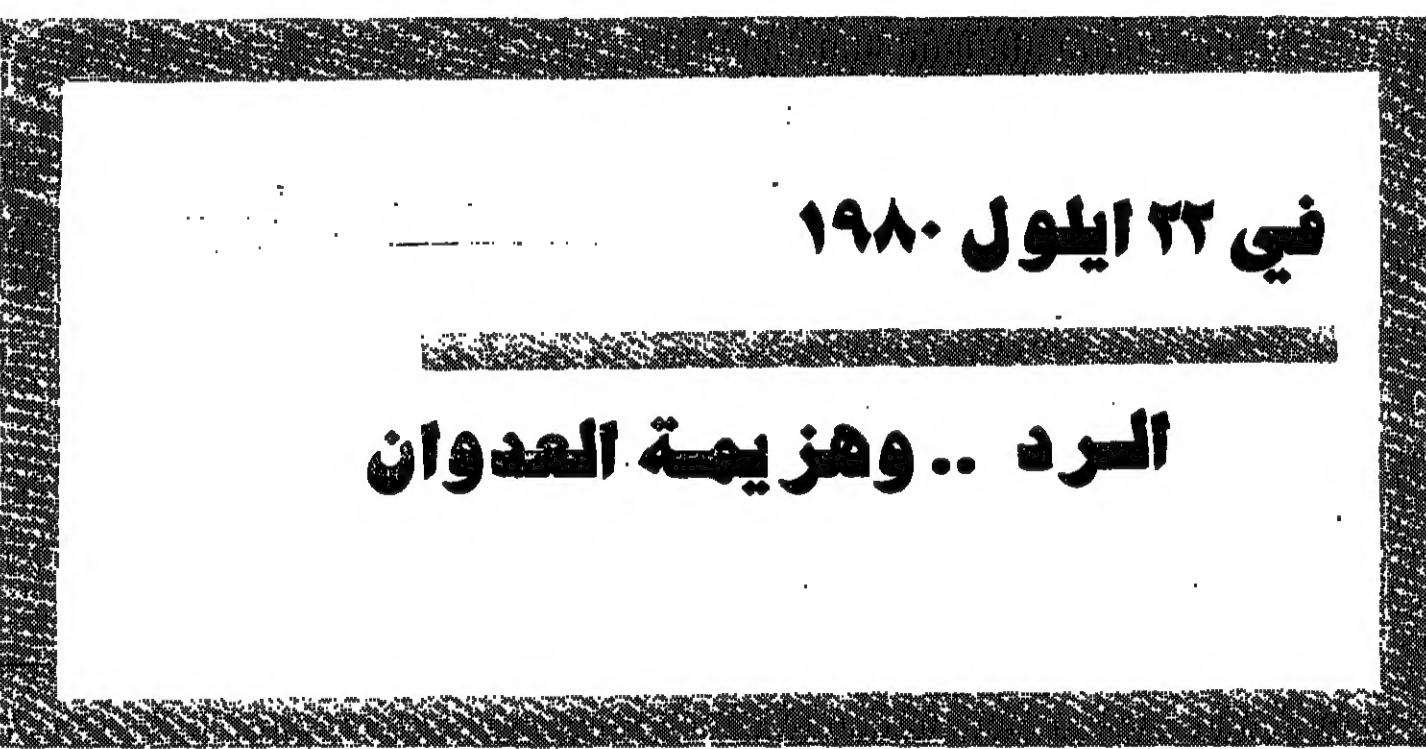 في ٢٢ ايلول ١٩٨٠
الرد .. وهزيمة العدوان